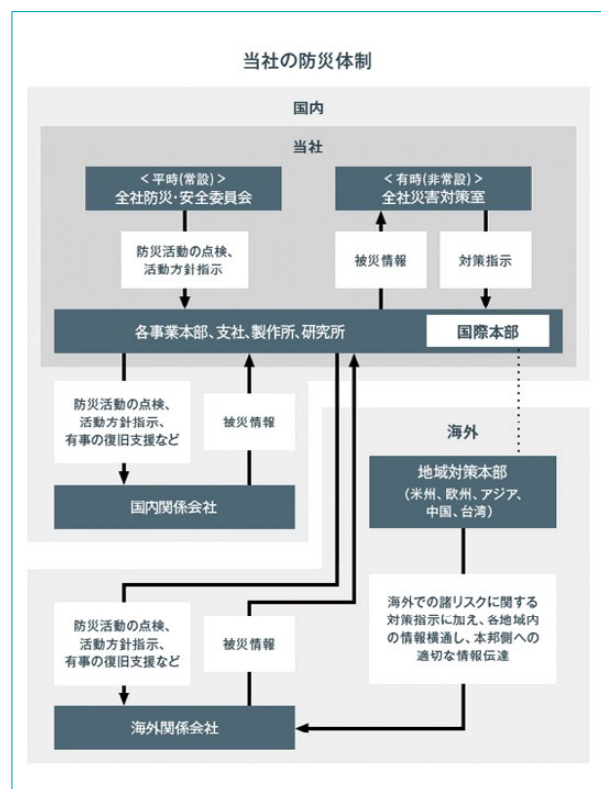 当社の防災体制
国内
当社
<平時(常設)>
全社防災・安全委員会
<有時(非常設)>
全社災害対策室
防災活動の点検、
活動方針指示
被災情報
対策指示
各事業本部、支社、製作所、研究所
国際本部
防災活動の点検、
活動方針指示、
有事の復旧支援など
被災情報
国内関係会社
海外
地域対策本部
(米州、欧州、アジア、
中国、台湾)
防災活動の点検、
活動方針指示、
有事の復旧支援など
被災情報
海外での諸リスクに関する
対策指示に加え、各地域内
の情報横通し、本邦側への
適切な情報伝達
海外関係会社